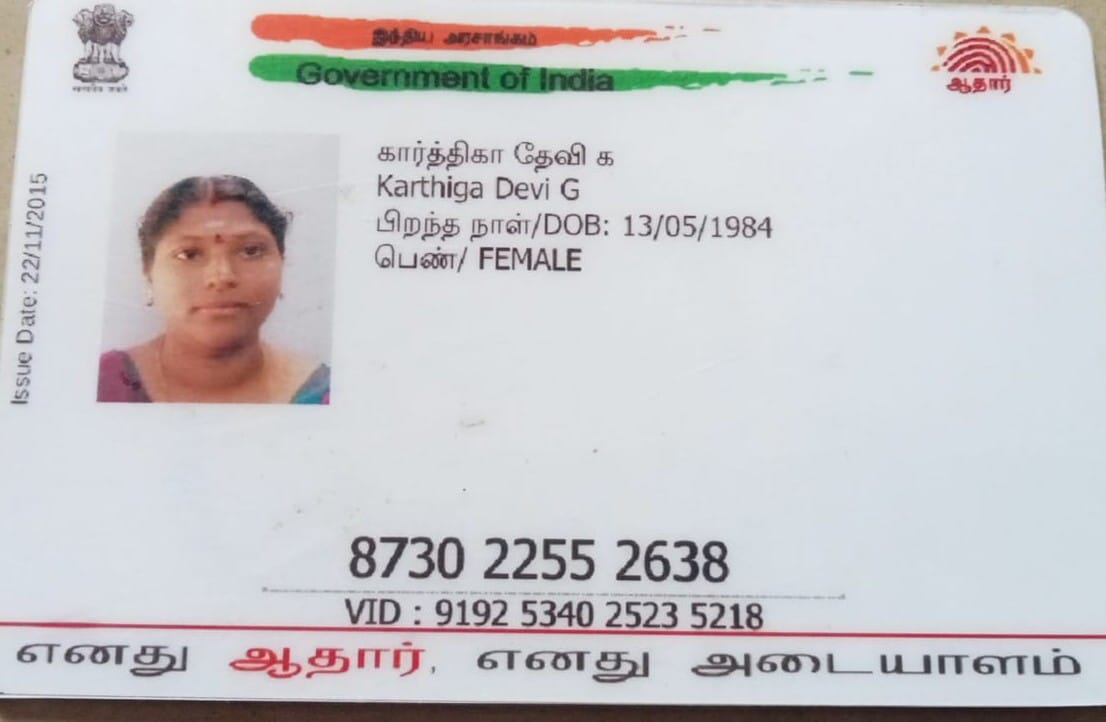 இந்திய அரசாங்கம்
Government of India
ஆதார்
கார்த்திகா தேவி க
Karthiga Devi G
பிறந்த நாள்/DOB: 13/05/1984
பெண்/ FEMALE
Issue Date: 22/11/2015
8730 2255 2638
VID : 9192 5340 2523 5218
எனது ஆதார், எனது அடையாளம்